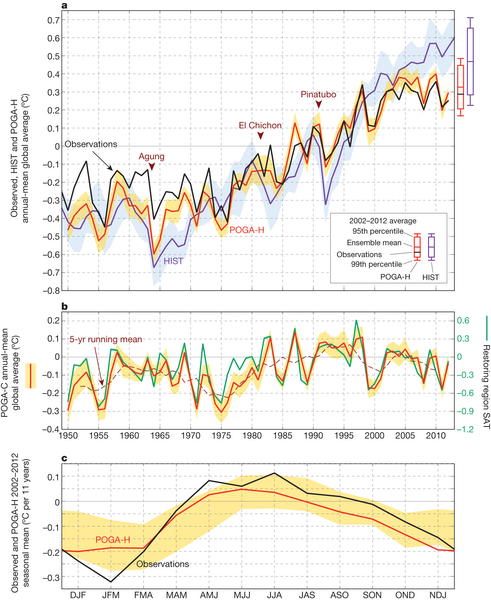 a
0.7
0.6
0.5
0.4
0.3
0.2
0.1
0
−0.1
−0.2
−0.3
−0.4
−0.5
−0.6
−0.7
−0.8
Observed, HIST and POGA-H
annual-mean global average (ºC)
Observations
Agung
El Chichon
Pinatubo
POGA-H
HIST
2002–2012 average
95th percentile
Ensemble mean
Observations
99th percentile
POGA-H
HIST
b
0.2
0.1
0
−0.1
−0.2
−0.3
−0.4
POGA-C annual-mean
global average (ºC)
5-yr running mean
0.6
0.3
0
−0.3
−0.6
−0.9
−1.2
Restoring region SAT
1950 1955 1960 1965 1970 1975 1980 1985 1990 1995 2000 2005 2010
c
0.1
0
−0.1
−0.2
−0.3
Observed and POGA-H 2002–2012
seasonal mean (ºC per 11 years)
POGA-H
Observations
DJF JFM FMA MAM AMJ MJJ JJA JAS ASO SON OND NDJ